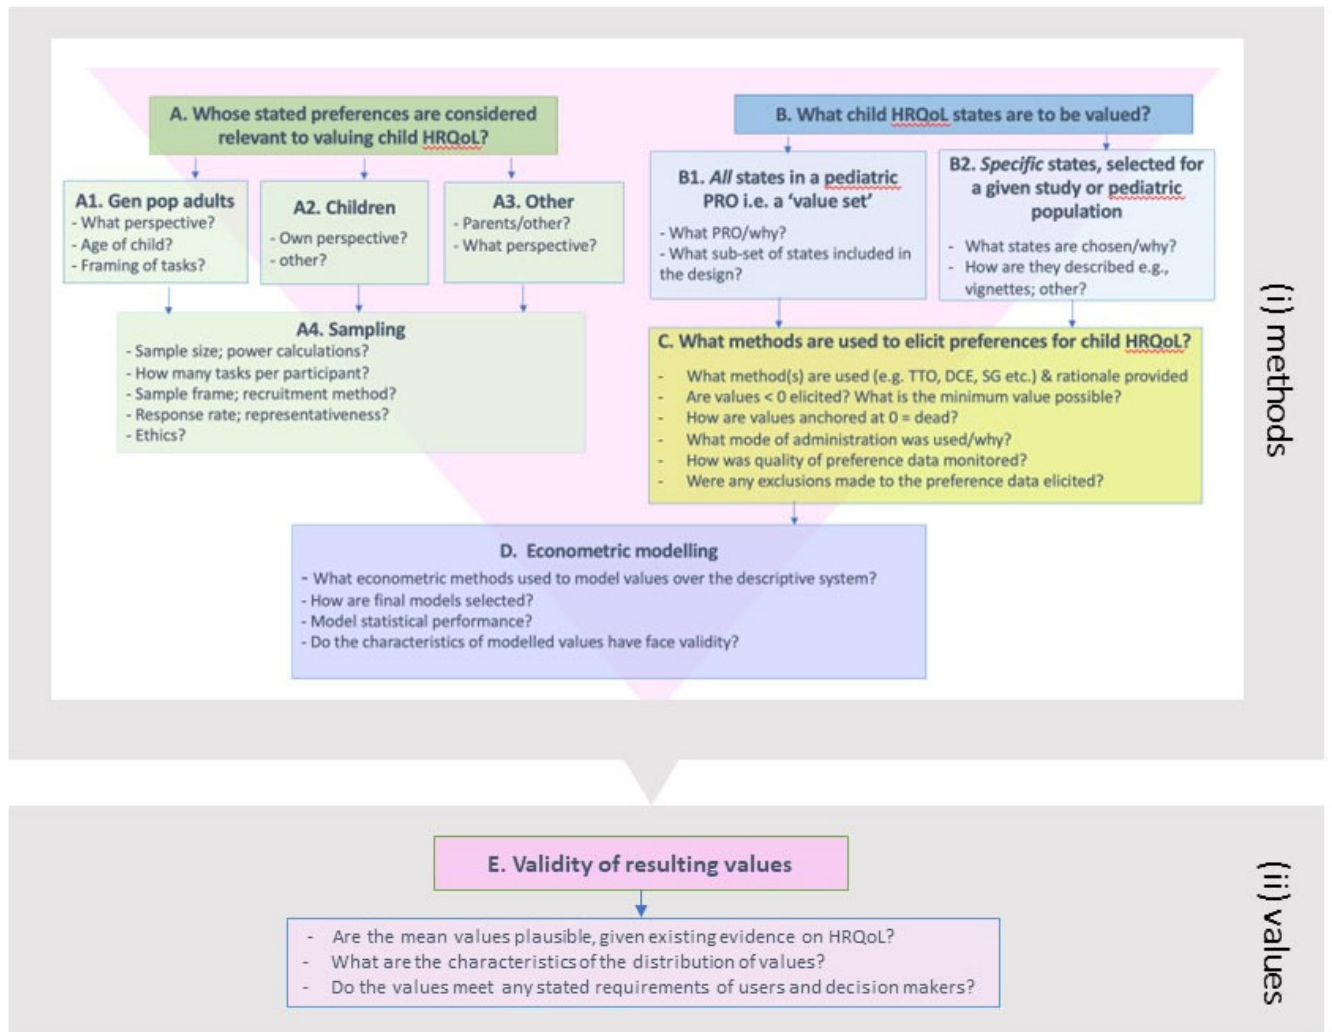 A. Whose stated preferences are considered
relevant to valuing child HRQoL?
B. What child HRQoL states are to be valued?
A1. Gen pop adults
- What perspective?
- Age of child?
- Framing of tasks?
A2. Children
- Own perspective?
- other?
A3. Other
- Parents/other?
- What perspective?
B1. All states in a pediatric
PRO i.e. a ‘value set’
- What PRO/why?
- What sub-set of states included in
the design?
B2. Specific states, selected for
a given study or pediatric
population
- What states are chosen/why?
- How are they described e.g.,
vignettes; other?
A4. Sampling
- Sample size; power calculations?
- How many tasks per participant?
- Sample frame; recruitment method?
- Response rate; representativeness?
- Ethics?
C. What methods are used to elicit preferences for child HRQoL?
- What method(s) are used (e.g. TTO, DCE, SG etc.) & rationale provided
- Are values < 0 elicited? What is the minimum value possible?
- How are values anchored at 0 = dead?
- What mode of administration was used/why?
- How was quality of preference data monitored?
- Were any exclusions made to the preference data elicited?
D. Econometric modelling
- What econometric methods used to model values over the descriptive system?
- How are final models selected?
- Model statistical performance?
- Do the characteristics of modelled values have face validity?
(i) methods
E. Validity of resulting values
- Are the mean values plausible, given existing evidence on HRQoL?
- What are the characteristics of the distribution of values?
- Do the values meet any stated requirements of users and decision makers?
(ii) values